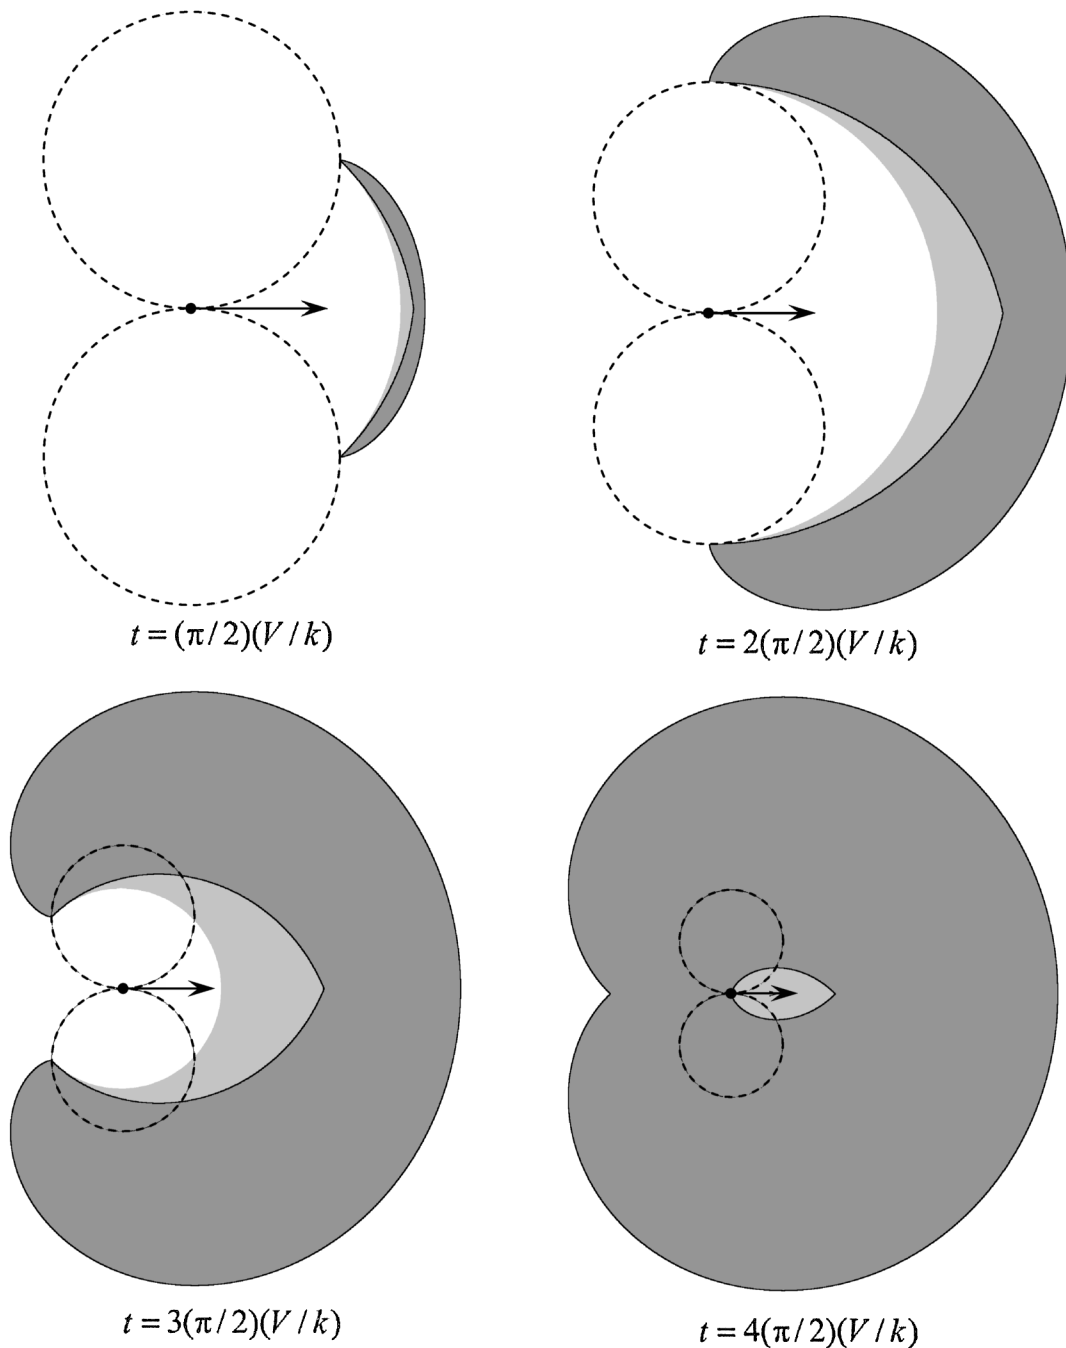 t = (π/2)(V/k)
t = 2(π/2)(V/k)
t = 3(π/2)(V/k)
t = 4(π/2)(V/k)